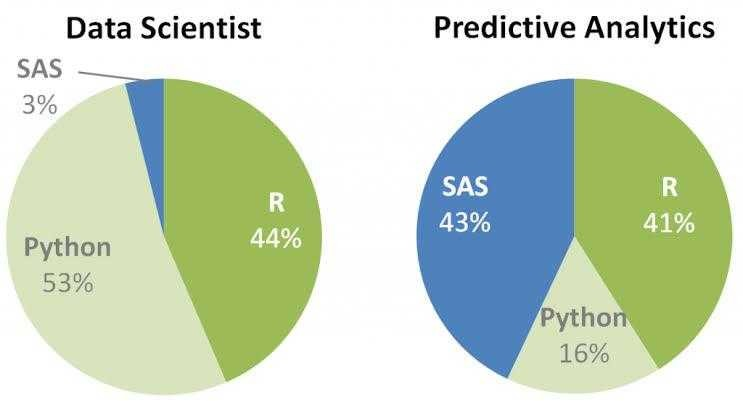 Data Scientist
SAS
3%
R
44%
Python
53%
Predictive Analytics
SAS
43%
R
41%
Python
16%